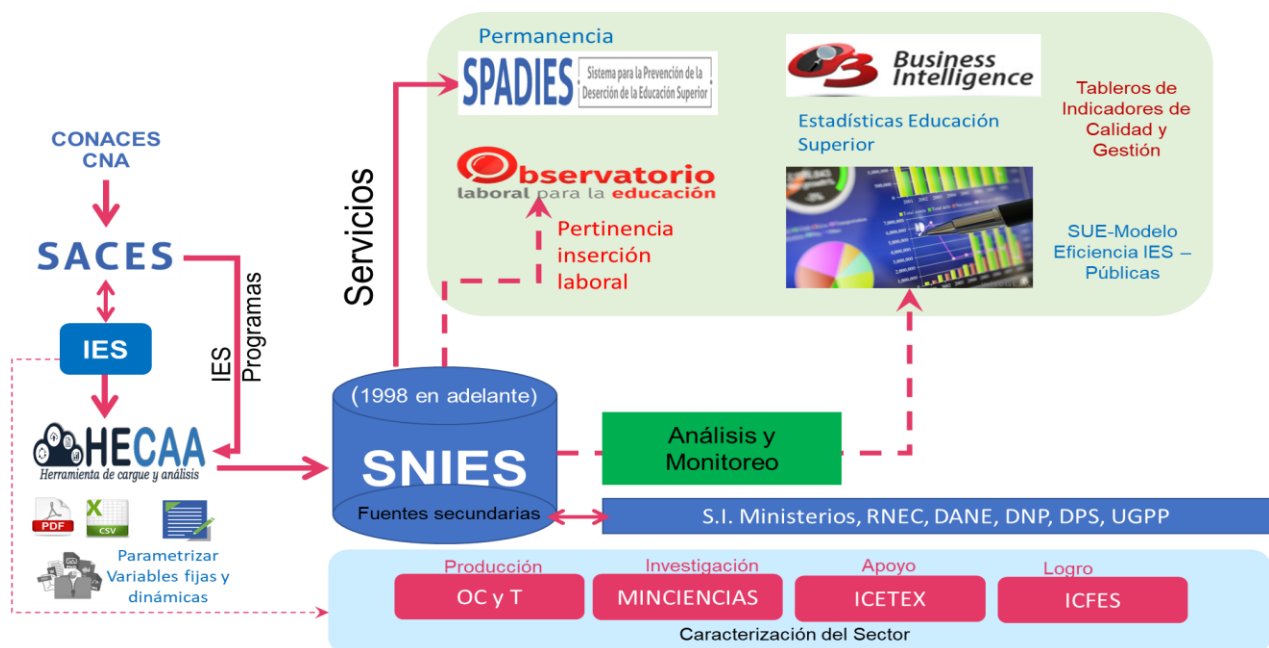 CONACES
CNA
SACES
IES
IES
Programas
HECAA
Herramienta de cargue y análisis
PDF
X
CSV
Parametrizar
Variables fijas y
dinámicas
Servicios
Permanencia
SPADIES
Sistema para la Prevención de la
Deserción de la Educación Superior
Observatorio
laboral para la educación
Pertinencia
inserción
laboral
O3 Business
Intelligence
Estadísticas Educación
Superior
Tableros de
Indicadores de
Calidad y
Gestión
SUE-Modelo
Eficiencia IES –
Públicas
(1998 en adelante)
SNIES
Fuentes secundarias
Análisis y
Monitoreo
S.I. Ministerios, RNEC, DANE, DNP, DPS, UGPP
Producción
OC y T
Investigación
MINCIENCIAS
Apoyo
ICETEX
Logro
ICFES
Caracterización del Sector